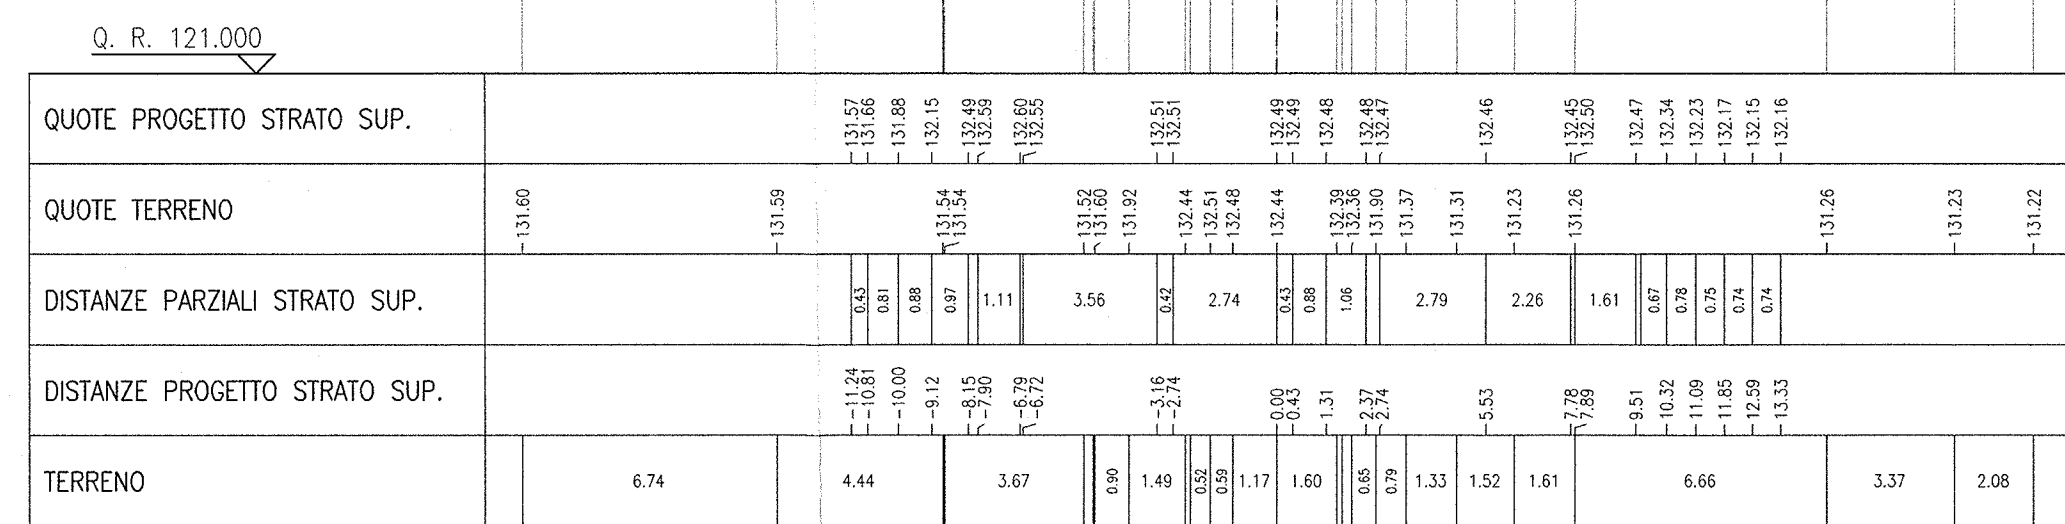 Q. R. 121.000
QUOTE PROGETTO STRATO SUP. 131.57 131.66 131.88 132.15 132.49 132.59 132.60 132.55 132.51 132.51 132.49 132.49 132.48 132.48 132.47 132.46 132.45 132.50 132.47 132.34 132.23 132.17 132.15 132.16
QUOTE TERRENO 131.60 131.59 131.54 131.54 131.52 131.60 131.92 132.44 132.51 132.48 132.44 132.39 132.36 131.90 131.37 131.31 131.23 131.26 131.26 131.23 131.22
DISTANZE PARZIALI STRATO SUP. 0.43 0.81 0.88 0.97 1.11 3.56 0.42 2.74 0.43 0.88 1.06 2.79 2.26 1.61 0.67 0.78 0.75 0.74 0.74
DISTANZE PROGETTO STRATO SUP. -11.24 -10.81 -10.00 -9.12 -8.15 -7.90 -6.79 -6.72 -3.16 -2.74 0.00 0.43 1.31 2.37 2.74 5.53 7.78 7.89 9.51 10.32 11.09 11.85 12.59 13.33
TERRENO 6.74 4.44 3.67 0.90 1.49 0.52 0.59 1.17 1.60 0.65 0.79 1.33 1.52 1.61 6.66 3.37 2.08